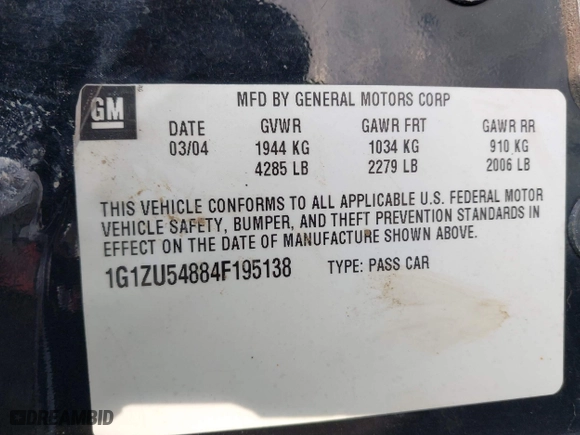 GM
MFD BY GENERAL MOTORS CORP
DATE GVWR GAWR FRT GAWR RR
03/04 1944 KG 1034 KG 910 KG
4285 LB 2279 LB 2006 LB
THIS VEHICLE CONFORMS TO ALL APPLICABLE U.S. FEDERAL MOTOR
VEHICLE SAFETY, BUMPER, AND THEFT PREVENTION STANDARDS IN
EFFECT ON THE DATE OF MANUFACTURE SHOWN ABOVE.
1G1ZU54884F195138 TYPE: PASS CAR
DREAMBID